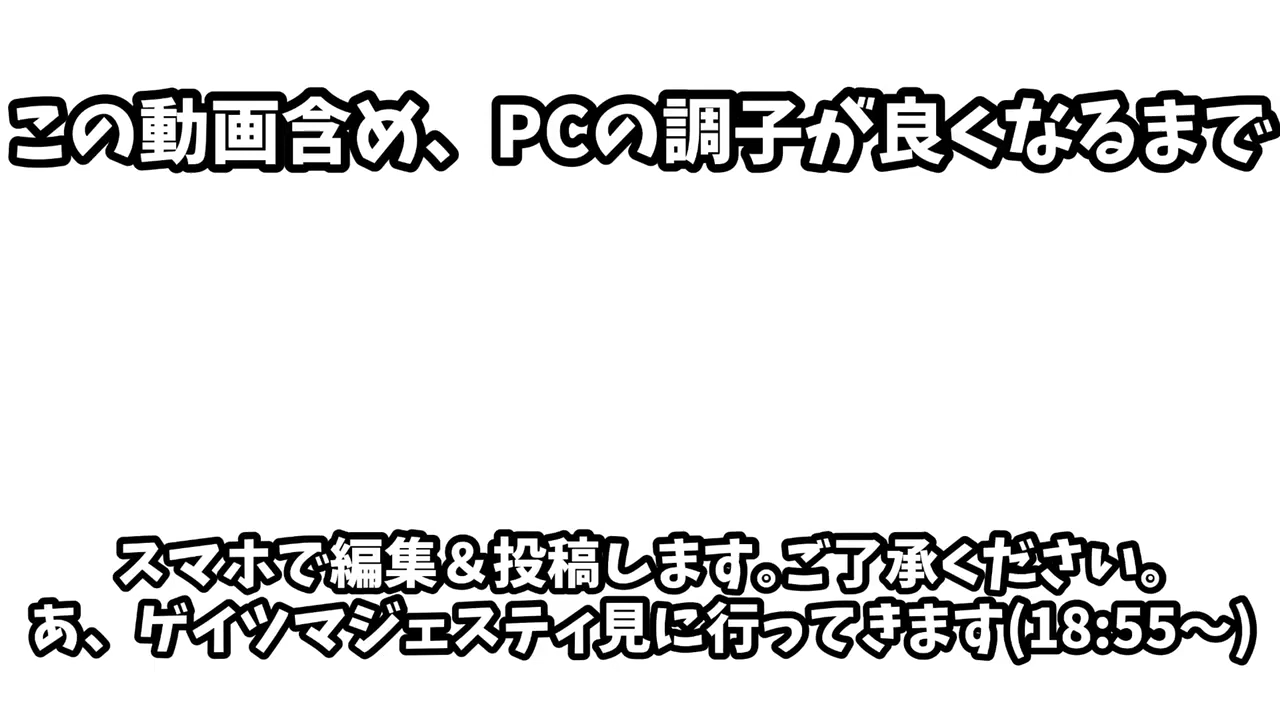 この動画含め、PCの調子が良くなるまで
スマホで編集＆投稿します。ご了承ください。
あ、ゲイツマジェスティ見に行ってきます(18:55〜)